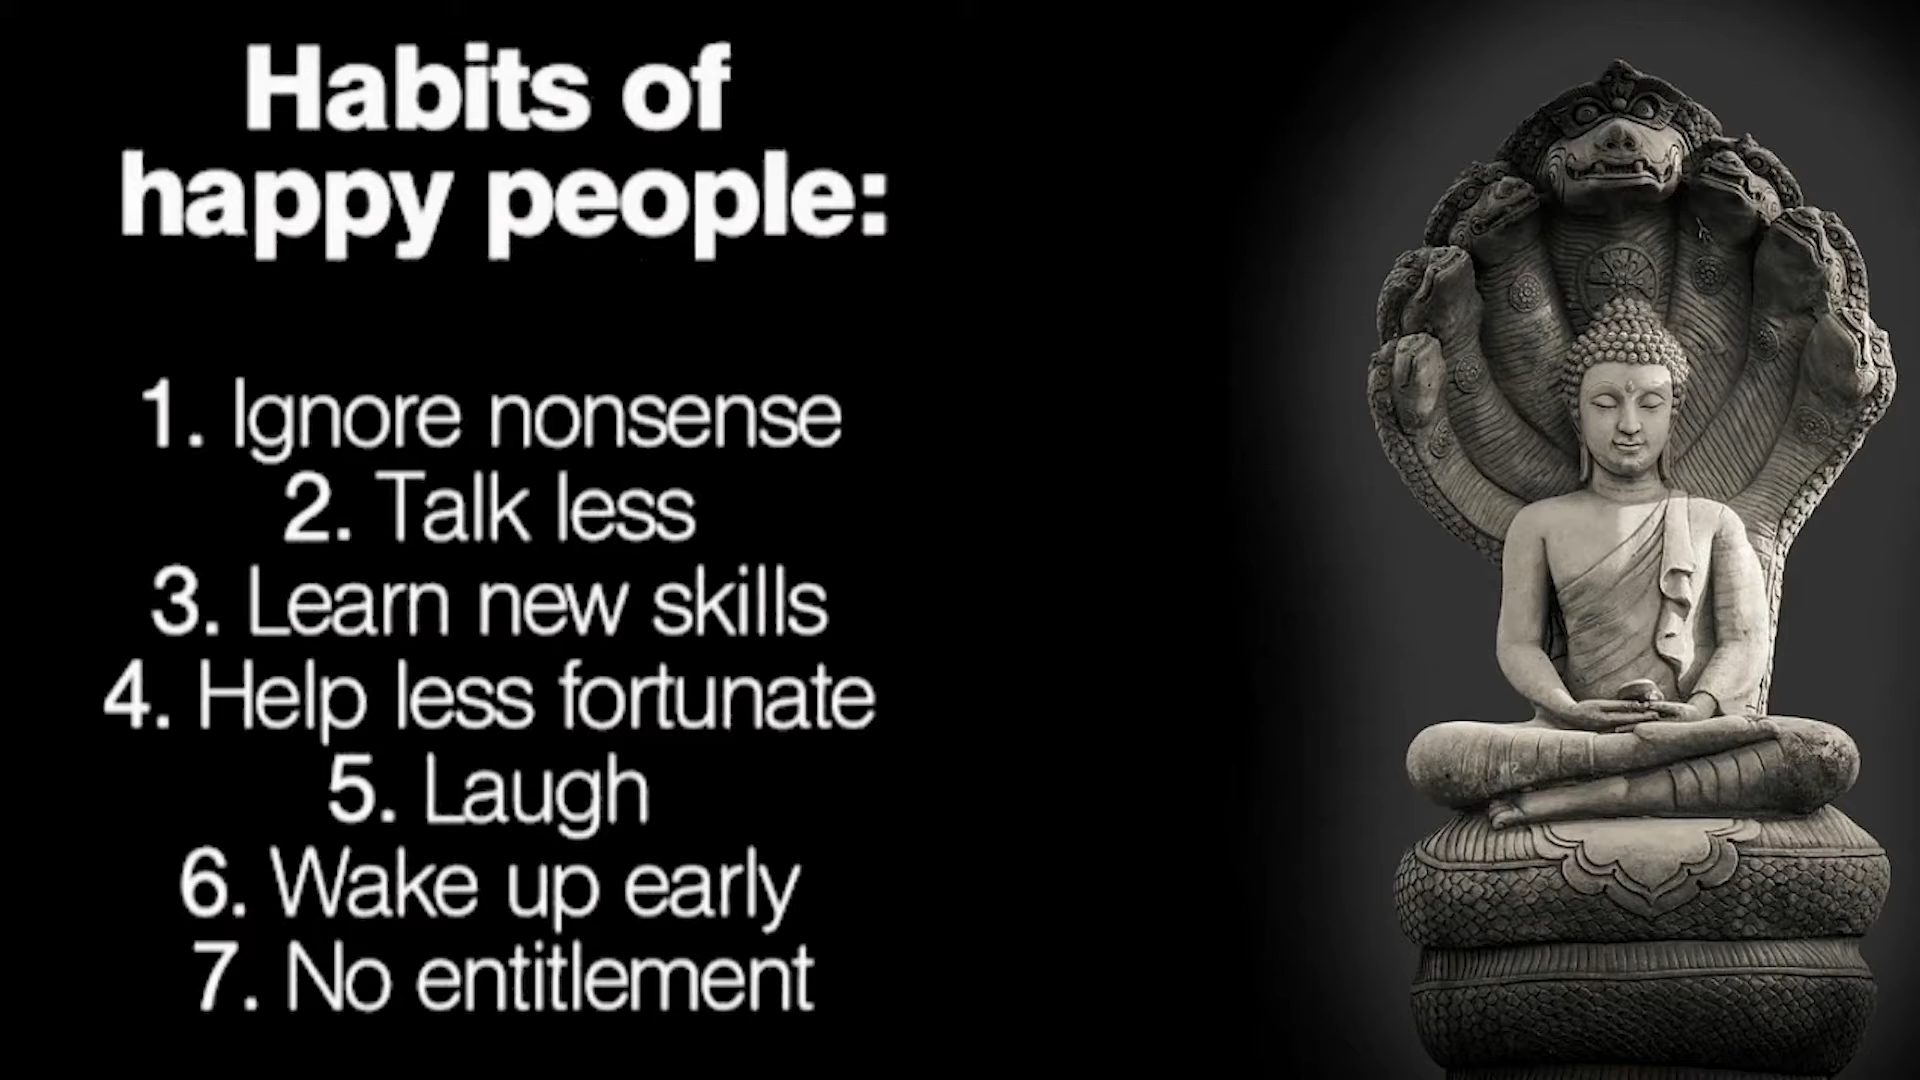 Habits of
happy people:
1. Ignore nonsense
2. Talk less
3. Learn new skills
4. Help less fortunate
5. Laugh
6. Wake up early
7. No entitlement